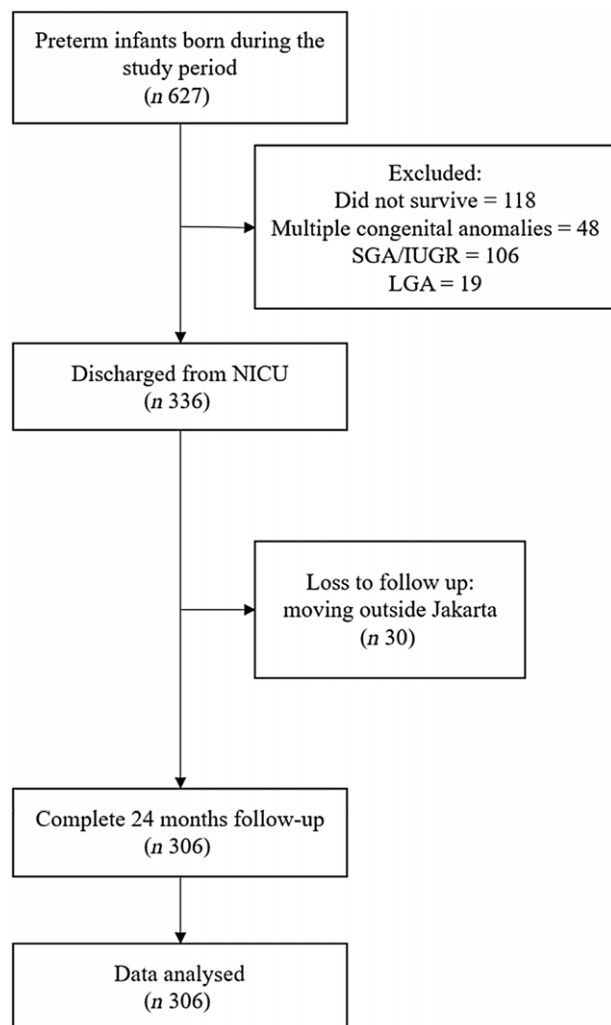 Preterm infants born during the
study period
(n 627)
Excluded:
Did not survive = 118
Multiple congenital anomalies = 48
SGA/IUGR = 106
LGA = 19
Discharged from NICU
(n 336)
Loss to follow up:
moving outside Jakarta
(n 30)
Complete 24 months follow-up
(n 306)
Data analysed
(n 306)